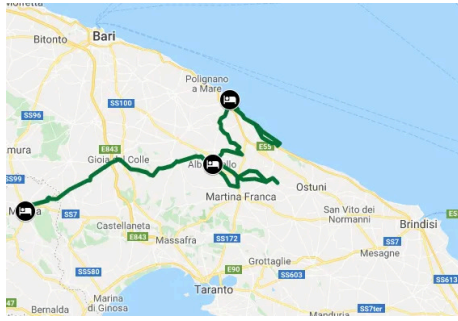 Bari
Bitonto
Polignano
a Mare
SS100
SS96
E843
E55
mura
Gioia del Colle
SS99
Ostuni
Martina Franca
SS7
San Vito dei
Normanni
Castellaneta
Brindisi
E843
Massafra
SS172
SS7
Mesagne
Grottaglie
E90
SS603
SS580
SS613
Taranto
Marina
di Ginosa
Bernalda
SS7ter